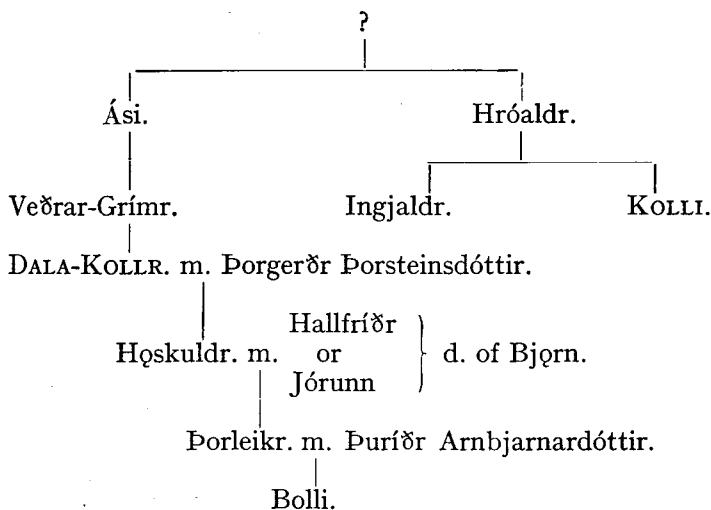 ?
Ási. Hróaldr.
Veðrar-Grímr. Ingjaldr. KOLLI.
DALA-KOLLR. m. Þorgerðr Þorsteinsdóttir.
Hallfríðr
Hǫskuldr. m. or d. of Bjǫrn.
Jórunn
Þorleikr. m. Þuríðr Arnbjarnardóttir.
Bolli.